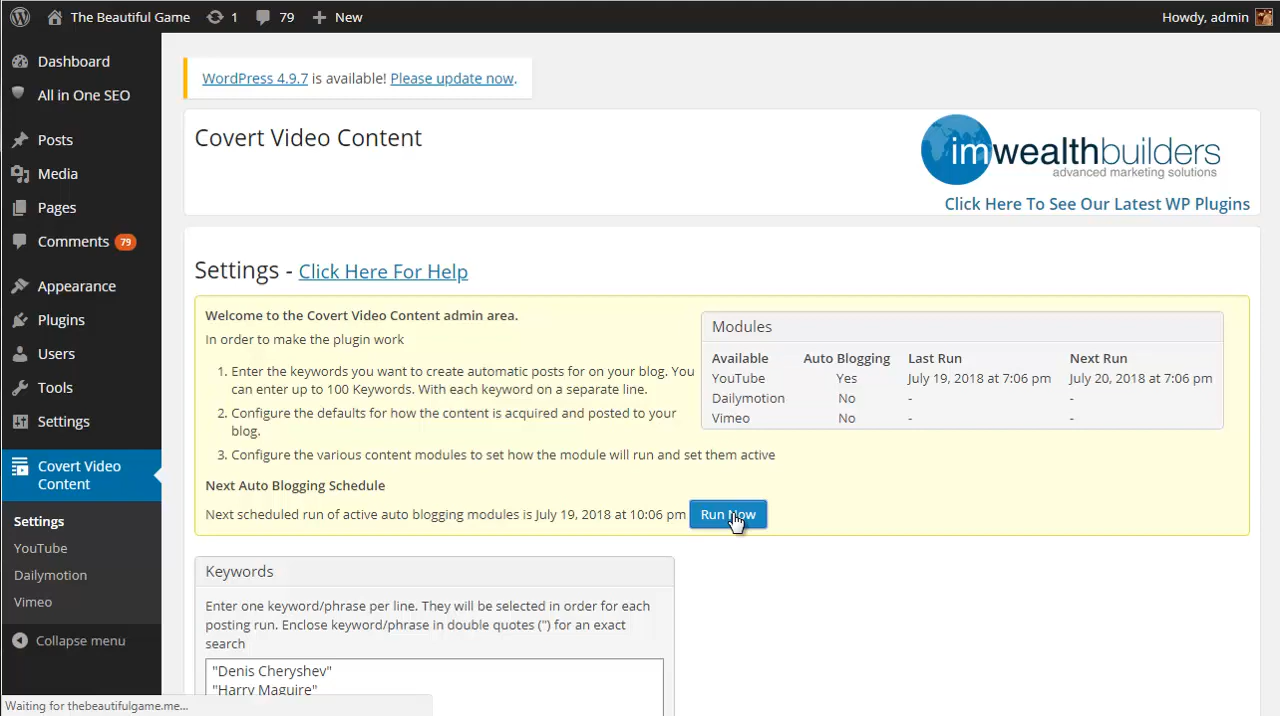 The Beautiful Game 1 79 New Howdy, admin
Dashboard
All in One SEO
Posts
Media
Pages
Comments 79
Appearance
Plugins
Users
Tools
Settings
Covert Video
Content
Settings
YouTube
Dailymotion
Vimeo
Collapse menu
WordPress 4.9.7 is available! Please update now.
Covert Video Content
imwealthbuilders
advanced marketing solutions
Click Here To See Our Latest WP Plugins
Settings - Click Here For Help
Welcome to the Covert Video Content admin area.
In order to make the plugin work
1. Enter the keywords you want to create automatic posts for on your blog. You
can enter up to 100 Keywords. With each keyword on a separate line.
2. Configure the defaults for how the content is acquired and posted to your
blog.
3. Configure the various content modules to set how the module will run and set them active
Modules
Available Auto Blogging Last Run Next Run
YouTube Yes July 19, 2018 at 7:06 pm July 20, 2018 at 7:06 pm
Dailymotion No - -
Vimeo No - -
Next Auto Blogging Schedule
Next scheduled run of active auto blogging modules is July 19, 2018 at 10:06 pm Run Now
Keywords
Enter one keyword/phrase per line. They will be selected in order for each
posting run. Enclose keyword/phrase in double quotes (") for an exact
search
"Denis Cheryshev"
"Harry Maguire"
Waiting for thebeautifulgame.me...